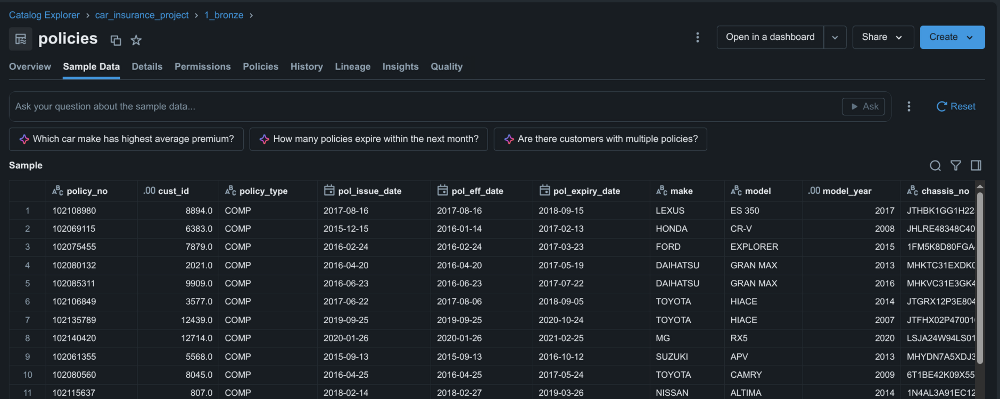 Catalog Explorer > car_insurance_project > 1_bronze >
policies
Open in a dashboard
Share
Create
Overview Sample Data Details Permissions Policies History Lineage Insights Quality
Ask your question about the sample data...
Ask
Reset
Which car make has highest average premium?
How many policies expire within the next month?
Are there customers with multiple policies?
Sample
policy_no .00 cust_id policy_type pol_issue_date pol_eff_date pol_expiry_date make model .00 model_year chassis_no
1 102108980 8894.0 COMP 2017-08-16 2017-08-16 2018-09-15 LEXUS ES 350 2017 JTHBK1GG1H22
2 102069115 6383.0 COMP 2015-12-15 2016-01-14 2017-02-13 HONDA CR-V 2008 JHLRE48348C40
3 102075455 7879.0 COMP 2016-02-24 2016-02-24 2017-03-23 FORD EXPLORER 2015 1FM5K8D80FGA
4 102080132 2021.0 COMP 2016-04-20 2016-04-20 2017-05-19 DAIHATSU GRAN MAX 2013 MHKTC31EXDK0
5 102085311 9909.0 COMP 2016-06-23 2016-06-23 2017-07-22 DAIHATSU GRAN MAX 2016 MHKVC31E3GK4
6 102106849 3577.0 COMP 2017-06-22 2017-08-06 2018-09-05 TOYOTA HIACE 2014 JTGRX12P3E804
7 102135789 12439.0 COMP 2019-09-25 2019-09-25 2020-10-24 TOYOTA HIACE 2007 JTFHX02P47001
8 102140420 12714.0 COMP 2020-01-26 2020-01-26 2021-02-25 MG RX5 2020 LSJA24W94LS01
9 102061355 5568.0 COMP 2015-09-13 2015-09-13 2016-10-12 SUZUKI APV 2013 MHYDN7A5XDJ3
10 102080560 8045.0 COMP 2016-04-25 2016-04-25 2017-05-24 TOYOTA CAMRY 2009 6T1BE42K09X55
11 102115637 807.0 COMP 2018-02-14 2018-02-27 2019-03-26 NISSAN ALTIMA 2014 1N4AL3A91EC12